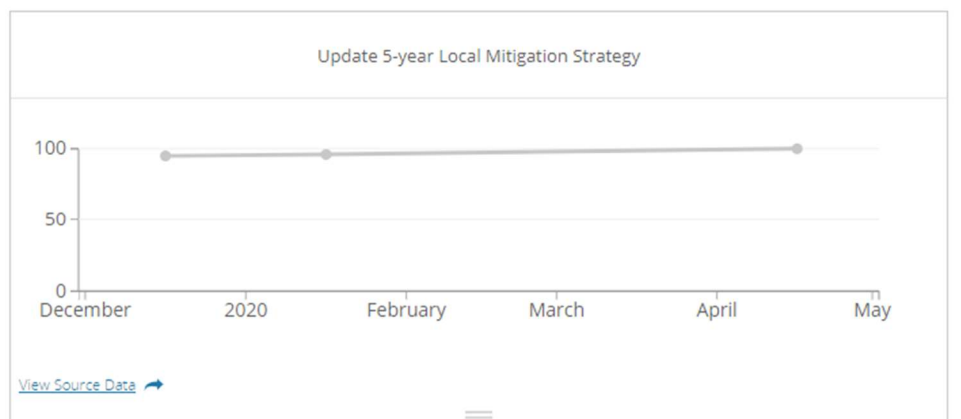 Update 5-year Local Mitigation Strategy
100
50
0
December 2020 February March April May
View Source Data